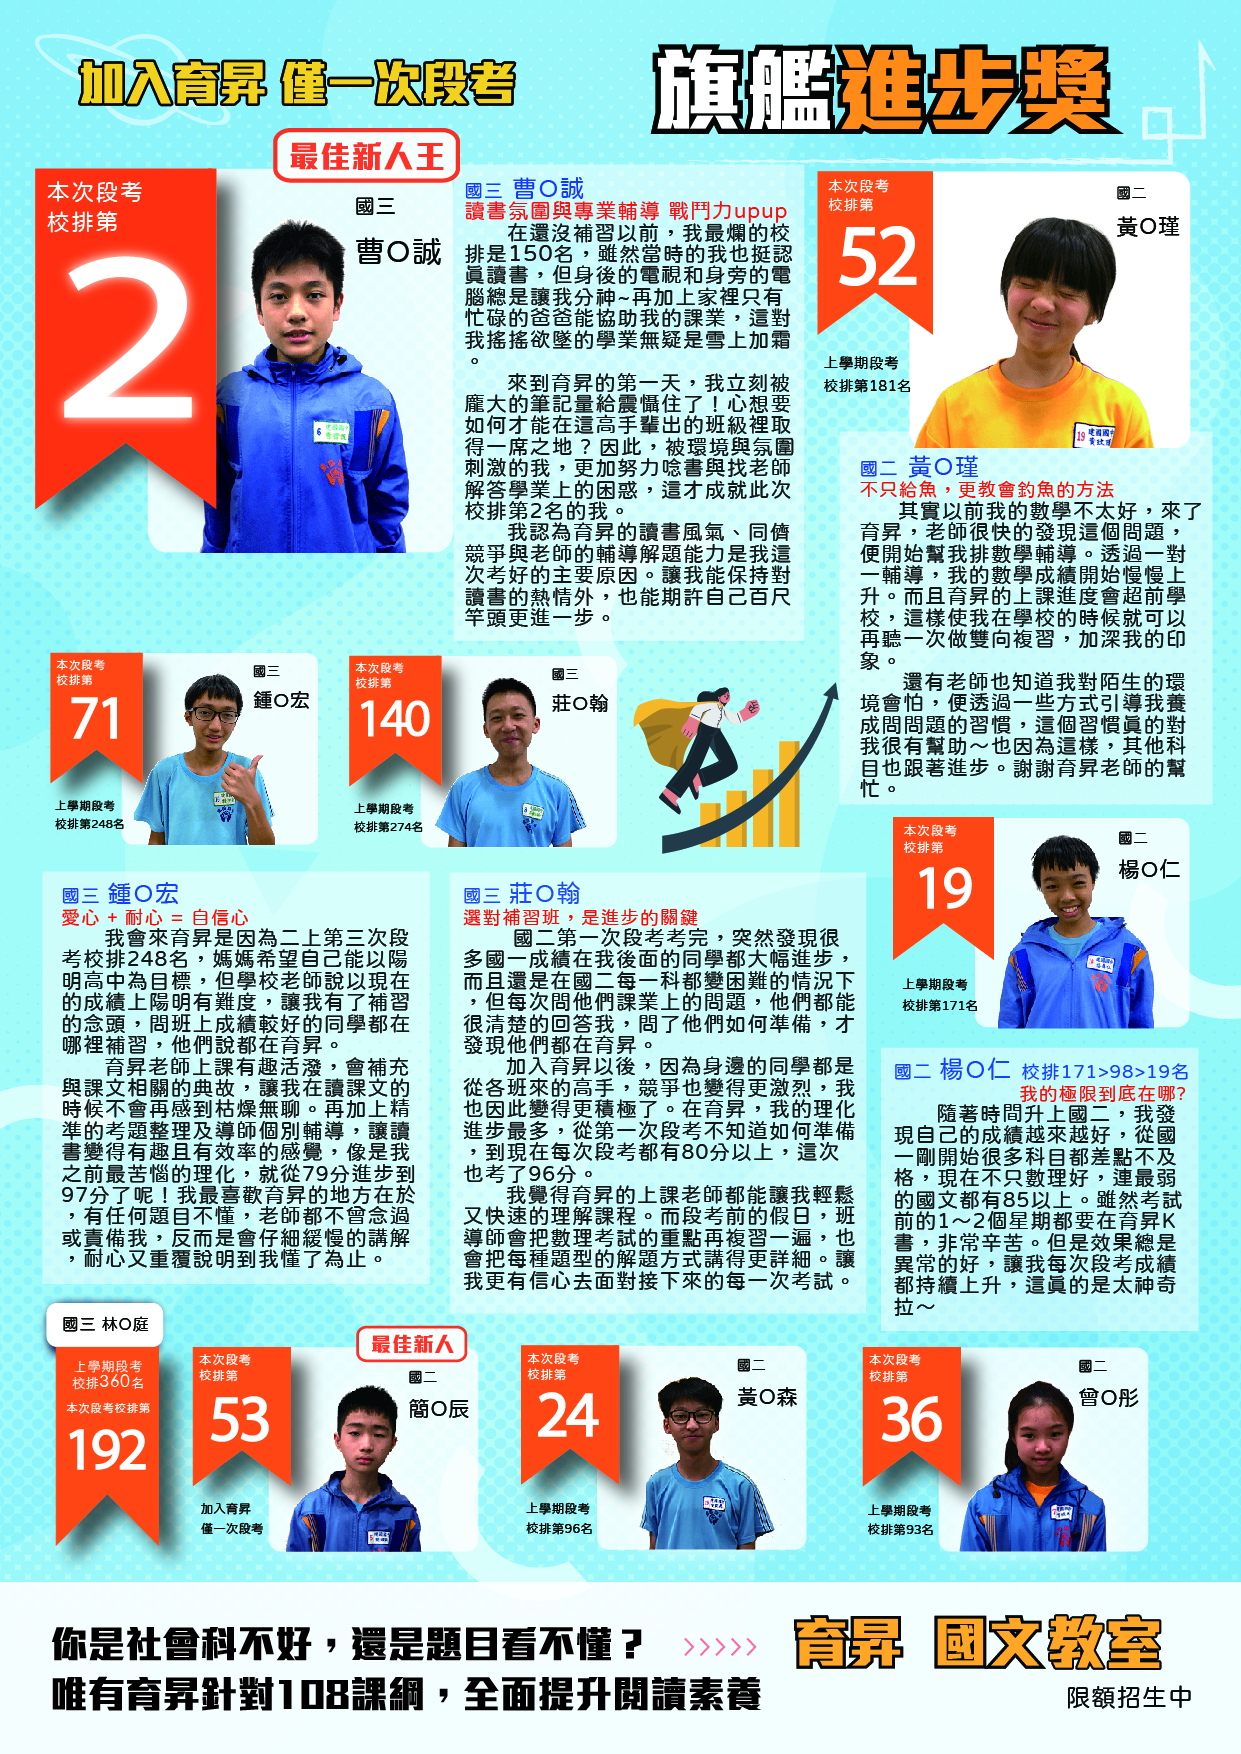 加入育昇 僅一次段考
旗艦進步獎
最佳新人王
本次段考
校排第
2
國三
曹O誠
國三 曹O誠
讀書氛圍與專業輔導 戰鬥力upup
在還沒補習以前，我最爛的校
排是150名，雖然當時的我也挺認
真讀書，但身後的電視和身旁的電
腦總是讓我分神~再加上家裡只有
忙碌的爸爸能協助我的課業，這對
我搖搖欲墜的學業無疑是雪上加霜
。
來到育昇的第一天，我立刻被
龐大的筆記量給震懾住了！心想要
如何才能在這高手輩出的班級裡取
得一席之地？因此，被環境與氛圍
刺激的我，更加努力唸書與找老師
解答學業上的困惑，這才成就此次
校排第2名的我。
我認為育昇的讀書風氣、同儕
競爭與老師的輔導解題能力是我這
次考好的主要原因。讓我能保持對
讀書的熱情外，也能期許自己百尺
竿頭更進一步。
本次段考
校排第
52
國二
黃O瑾
上學期段考
校排第181名
國二 黃O瑾
不只給魚，更教會釣魚的方法
其實以前我的數學不太好，來了
育昇，老師很快的發現這個問題，
便開始幫我排數學輔導。透過一對
一輔導，我的數學成績開始慢慢上
升。而且育昇的上課進度會超前學
校，這樣使我在學校的時候就可以
再聽一次做雙向複習，加深我的印
象。
還有老師也知道我對陌生的環
境會怕，便透過一些方式引導我養
成問問題的習慣，這個習慣真的對
我很有幫助～也因為這樣，其他科
目也跟著進步。謝謝育昇老師的幫
忙。
本次段考
校排第
71
國三
鍾O宏
上學期段考
校排第248名
本次段考
校排第
140
國三
莊O翰
上學期段考
校排第274名
國三 鍾O宏
愛心 + 耐心 = 自信心
我會來育昇是因為二上第三次段
考校排248名，媽媽希望自己能以陽
明高中為目標，但學校老師說以現在
的成績上陽明有難度，讓我有了補習
的念頭，問班上成績較好的同學都在
哪裡補習，他們說都在育昇。
育昇老師上課有趣活潑，會補充
與課文相關的典故，讓我在讀課文的
時候不會再感到枯燥無聊。再加上精
準的考題整理及導師個別輔導，讓讀
書變得有趣且有效率的感覺，像是我
之前最苦惱的理化，就從79分進步到
97分了呢！我最喜歡育昇的地方在於
，有任何題目不懂，老師都不曾念過
或責備我，反而是會仔細緩慢的講解
，耐心又重覆說明到我懂了為止。
國三 莊O翰
選對補習班，是進步的關鍵
國二第一次段考考完，突然發現很
多國一成績在我後面的同學都大幅進步，
而且還是在國二每一科都變困難的情況下
，但每次問他們課業上的問題，他們都能
很清楚的回答我，問了他們如何準備，才
發現他們都在育昇。
加入育昇以後，因為身邊的同學都是
從各班來的高手，競爭也變得更激烈，我
也因此變得更積極了。在育昇，我的理化
進步最多，從第一次段考不知道如何準備
，到現在每次段考都有80分以上，這次
也考了96分。
我覺得育昇的上課老師都能讓我輕鬆
又快速的理解課程。而段考前的假日，班
導師會把數理考試的重點再複習一遍，也
會把每種題型的解題方式講得更詳細。讓
我更有信心去面對接下來的每一次考試。
本次段考
校排第
19
國二
楊O仁
上學期段考
校排第171名
國二 楊O仁 校排171>98>19名
我的極限到底在哪?
隨著時間升上國二，我發
現自己的成績越來越好，從國
一剛開始很多科目都差點不及
格，現在不只數理好，連最弱
的國文都有85以上。雖然考試
前的1～2個星期都要在育昇K
書，非常辛苦。但是效果總是
異常的好，讓我每次段考成績
都持續上升，這真的是太神奇
拉～
國三 林O庭
上學期段考
校排360名
本次段考校排第
192
最佳新人
本次段考
校排第
53
國二
簡O辰
加入育昇
僅一次段考
本次段考
校排第
24
國二
黃O森
上學期段考
校排第96名
本次段考
校排第
36
國二
曾O彤
上學期段考
校排第93名
你是社會科不好，還是題目看不懂？
唯有育昇針對108課綱，全面提升閱讀素養
>>>>>
育昇 國文教室
限額招生中